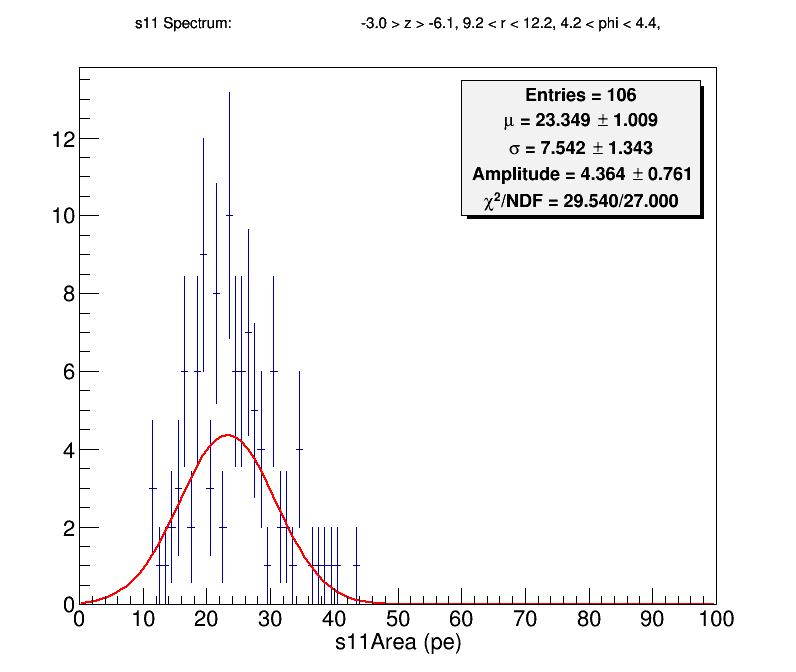 s11 Spectrum: -3.0 > z > -6.1, 9.2 < r < 12.2, 4.2 < phi < 4.4,
Entries = 106
μ = 23.349 ± 1.009
σ = 7.542 ± 1.343
Amplitude = 4.364 ± 0.761
χ²/NDF = 29.540/27.000
12
10
8
6
4
2
0
0 10 20 30 40 50 60 70 80 90 100
s11Area (pe)